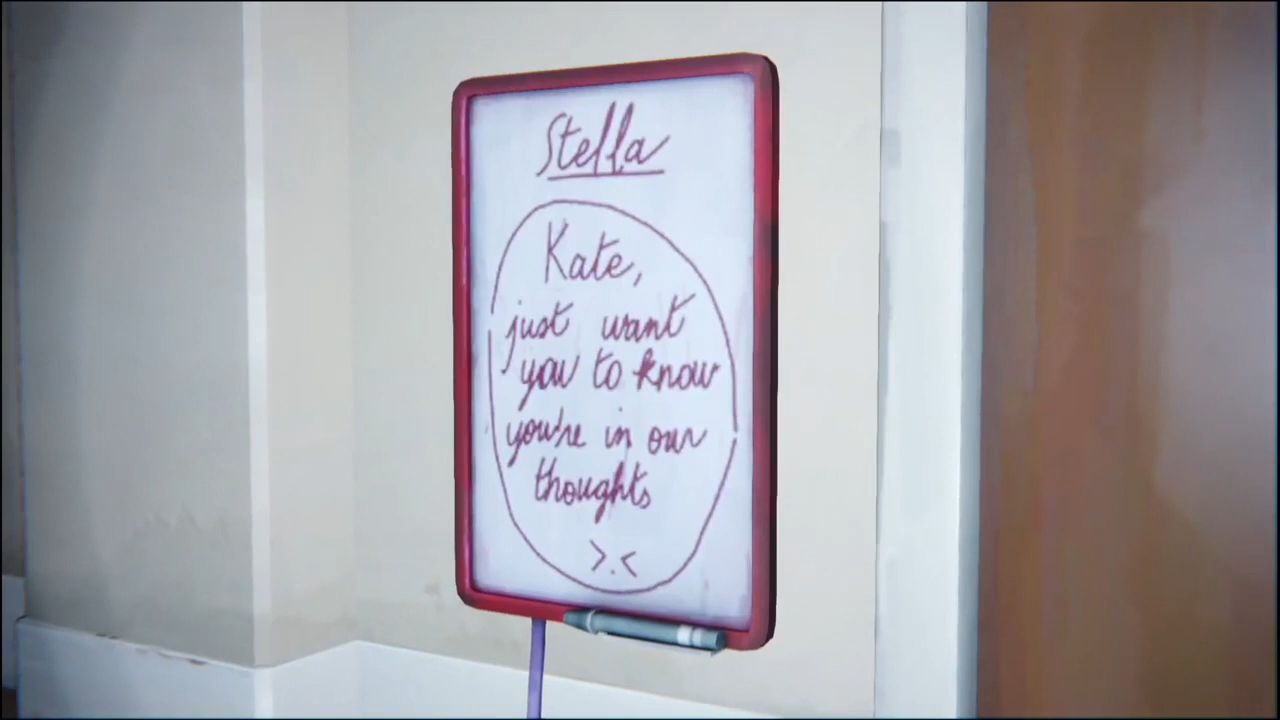 Stella
Kate,
just want
you to know
you're in our
thoughts
>.<